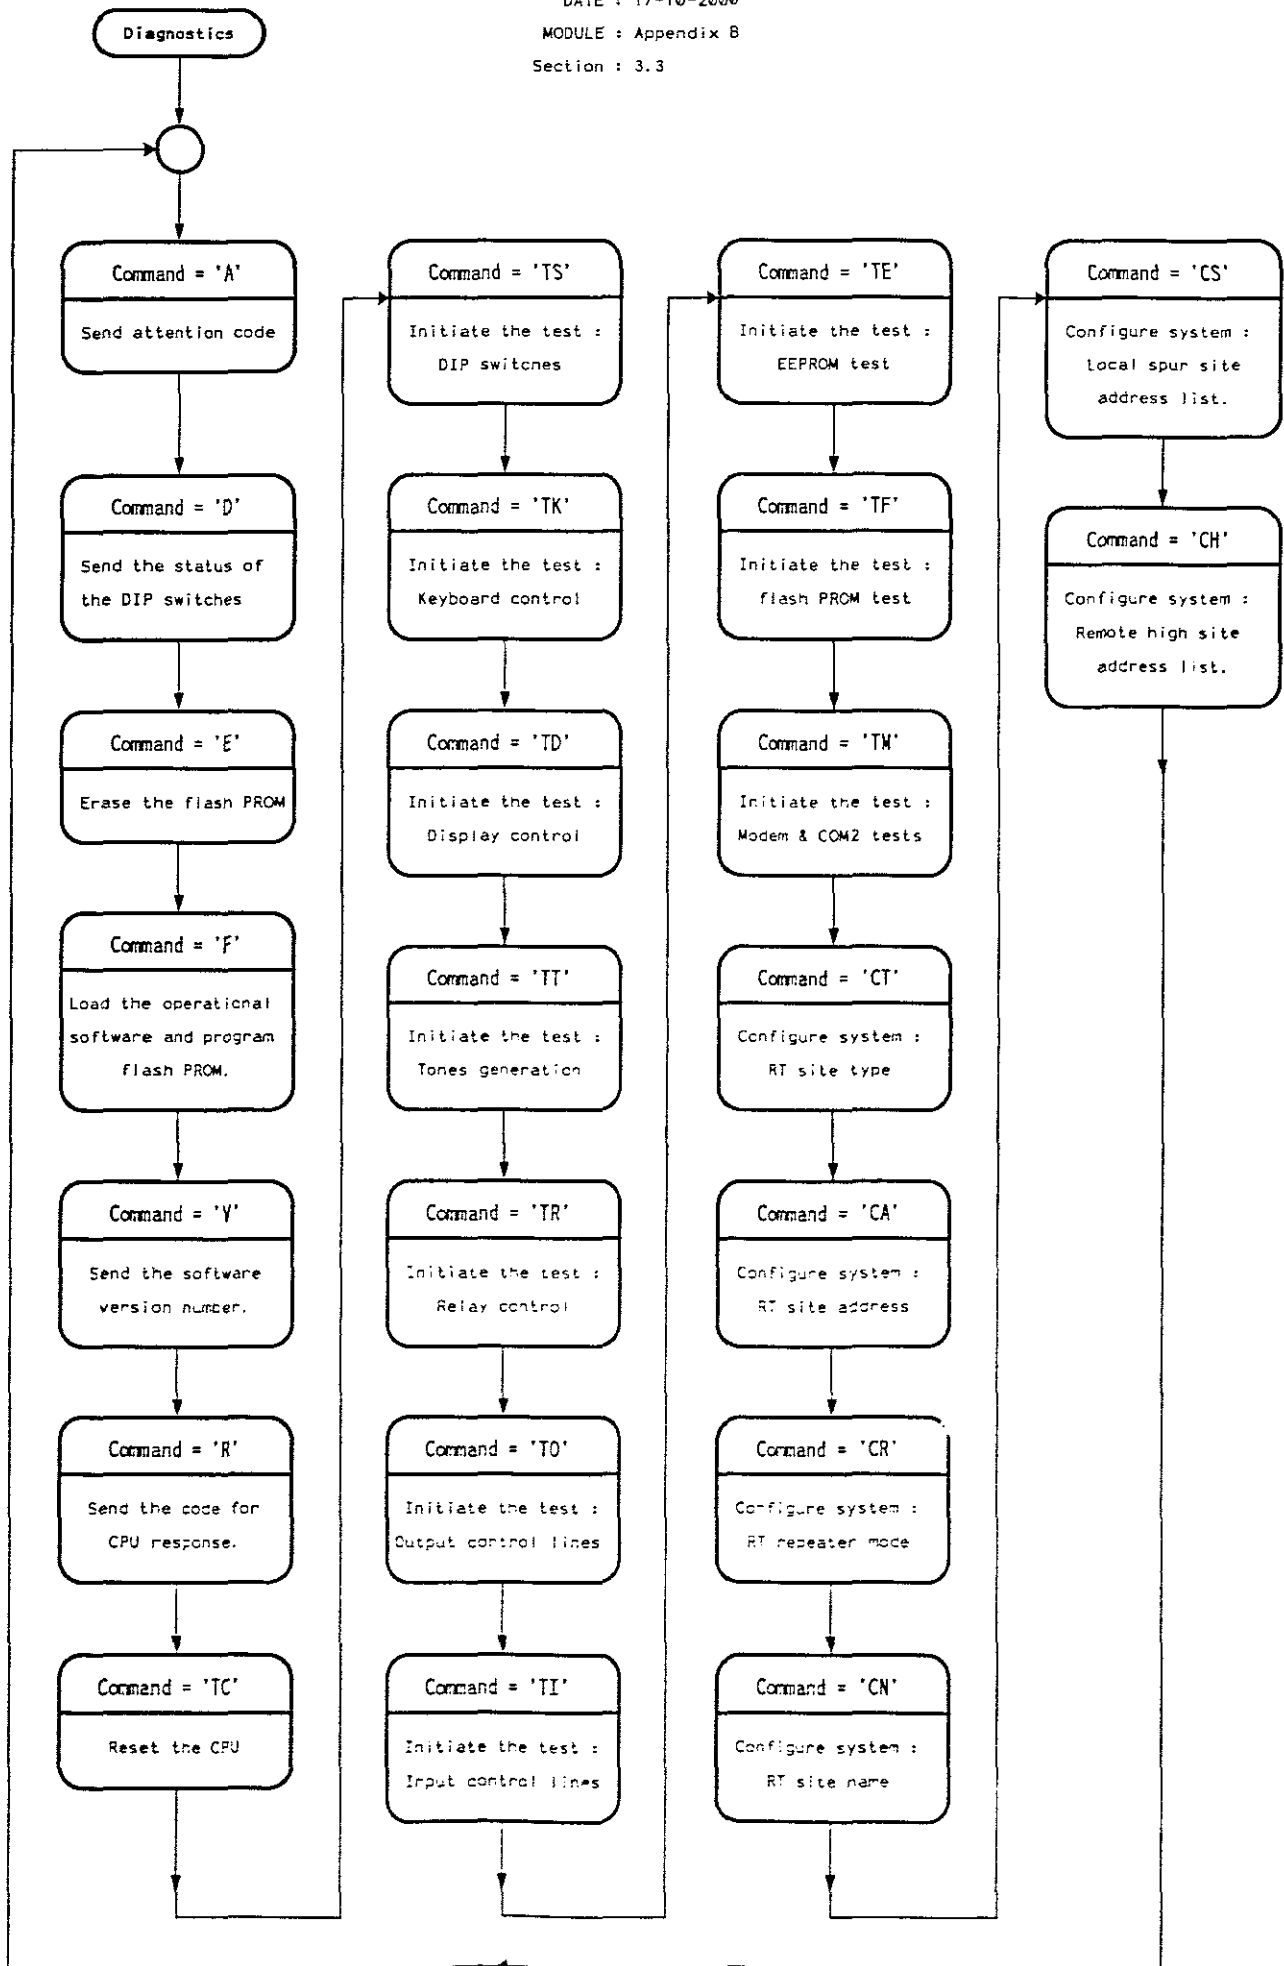 DATE : 17-10-2000
MODULE : Appendix B
Section : 3.3
Diagnostics
Command = 'A'
Send attention code
Command = 'D'
Send the status of
the DIP switches
Command = 'E'
Erase the flash PROM
Command = 'F'
Load the operational
software and program
flash PROM.
Command = 'V'
Send the software
version number.
Command = 'R'
Send the code for
CPU response.
Command = 'TC'
Reset the CPU
Command = 'TS'
Initiate the test :
DIP switches
Command = 'TK'
Initiate the test :
Keyboard control
Command = 'TD'
Initiate the test :
Display control
Command = 'TT'
Initiate the test :
Tones generation
Command = 'TR'
Initiate the test :
Relay control
Command = 'TO'
Initiate the test :
Output control lines
Command = 'TI'
Initiate the test :
Input control lines
Command = 'TE'
Initiate the test :
EEPROM test
Command = 'TF'
Initiate the test :
flash PROM test
Command = 'TM'
Initiate the test :
Modem & COM2 tests
Command = 'CT'
Configure system :
RT site type
Command = 'CA'
Configure system :
RT site address
Command = 'CR'
Configure system :
RT repeater mode
Command = 'CN'
Configure system :
RT site name
Command = 'CS'
Configure system :
Local spur site
address list.
Command = 'CH'
Configure system :
Remote high site
address list.